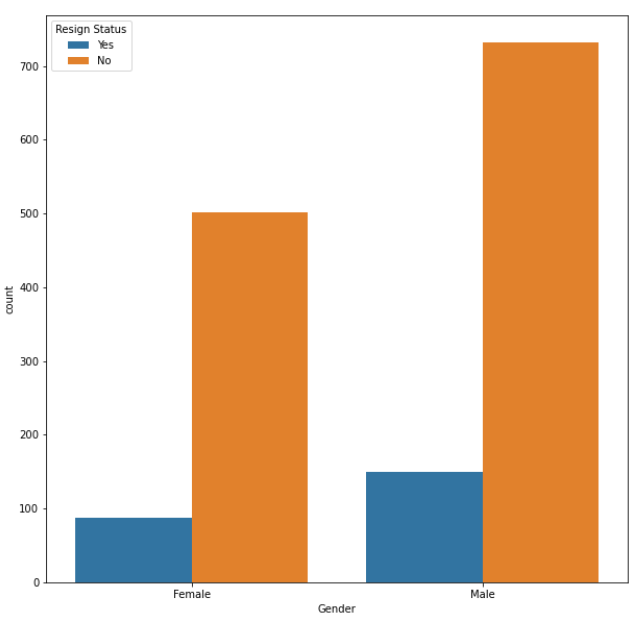 Resign Status
Yes
No
700
600
500
400
300
200
100
0
count
Female
Male
Gender